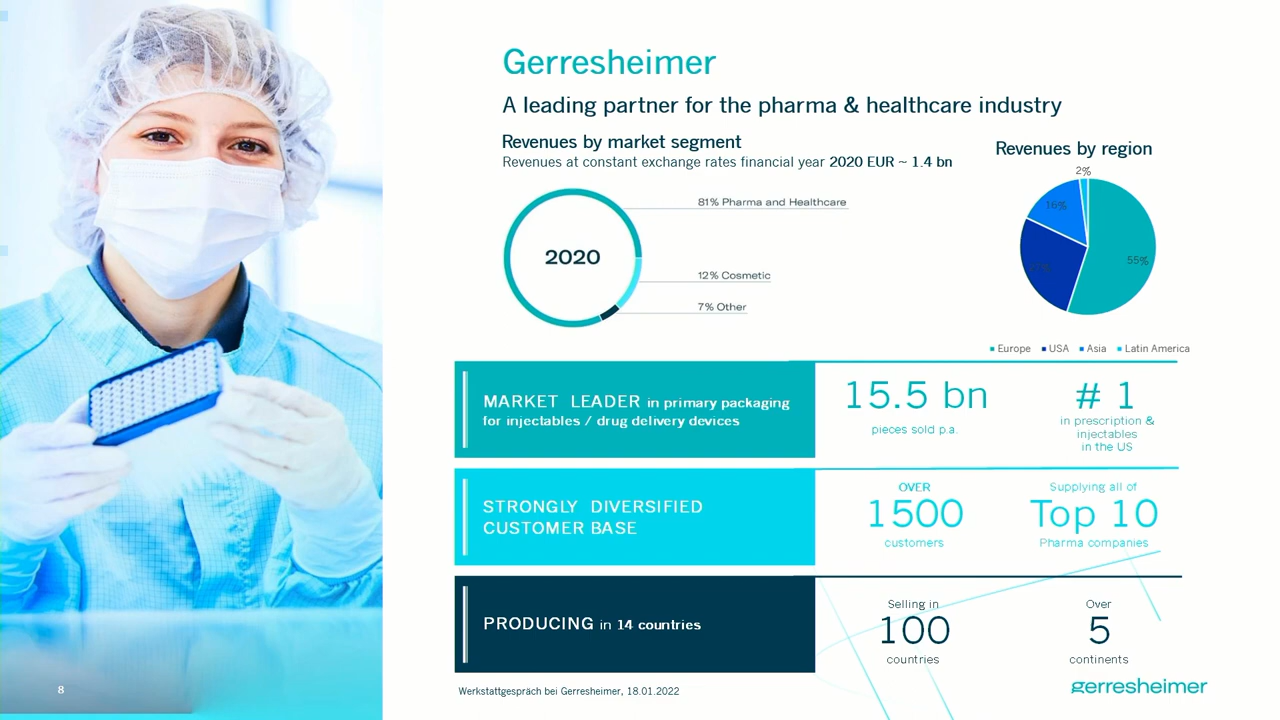 Gerresheimer
A leading partner for the pharma & healthcare industry
Revenues by market segment
Revenues at constant exchange rates financial year 2020 EUR ~ 1.4 bn
2020
81% Pharma and Healthcare
12% Cosmetic
7% Other
Revenues by region
2%
16%
55%
Europe USA Asia Latin America
MARKET LEADER in primary packaging
for injectables / drug delivery devices
15.5 bn
pieces sold p.a.
# 1
in prescription &
injectables
in the US
STRONGLY DIVERSIFIED
CUSTOMER BASE
OVER
1500
customers
Supplying all of
Top 10
Pharma companies
PRODUCING in 14 countries
Selling in
100
countries
Over
5
continents
8
Werkstattgespräch bei Gerresheimer, 18.01.2022
gerresheimer